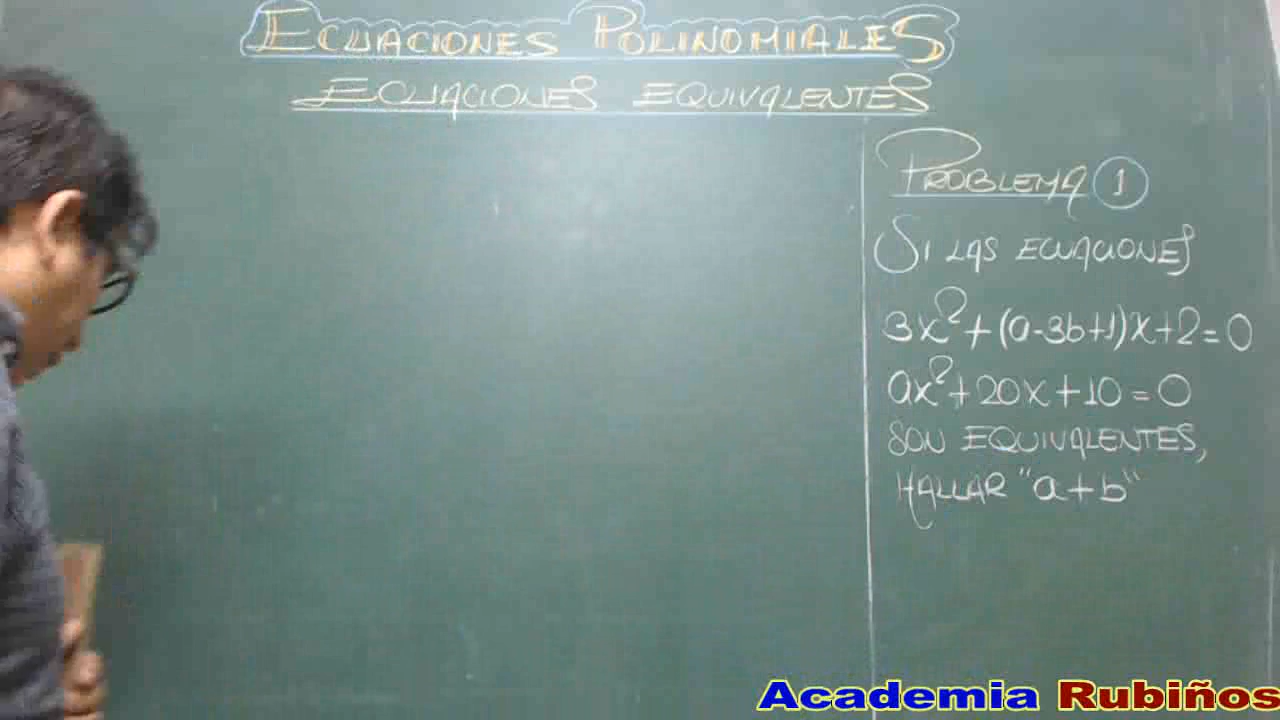 ECUACIONES POLINOMIALES
ECUACIONES EQUIVALENTES
PROBLEMA 1
SI LAS ECUACIONES
3x²+(a-3b+1)x+2=0
ax²+20x+10=0
SON EQUIVALENTES,
HALLAR "a+b"
Academia Rubiños